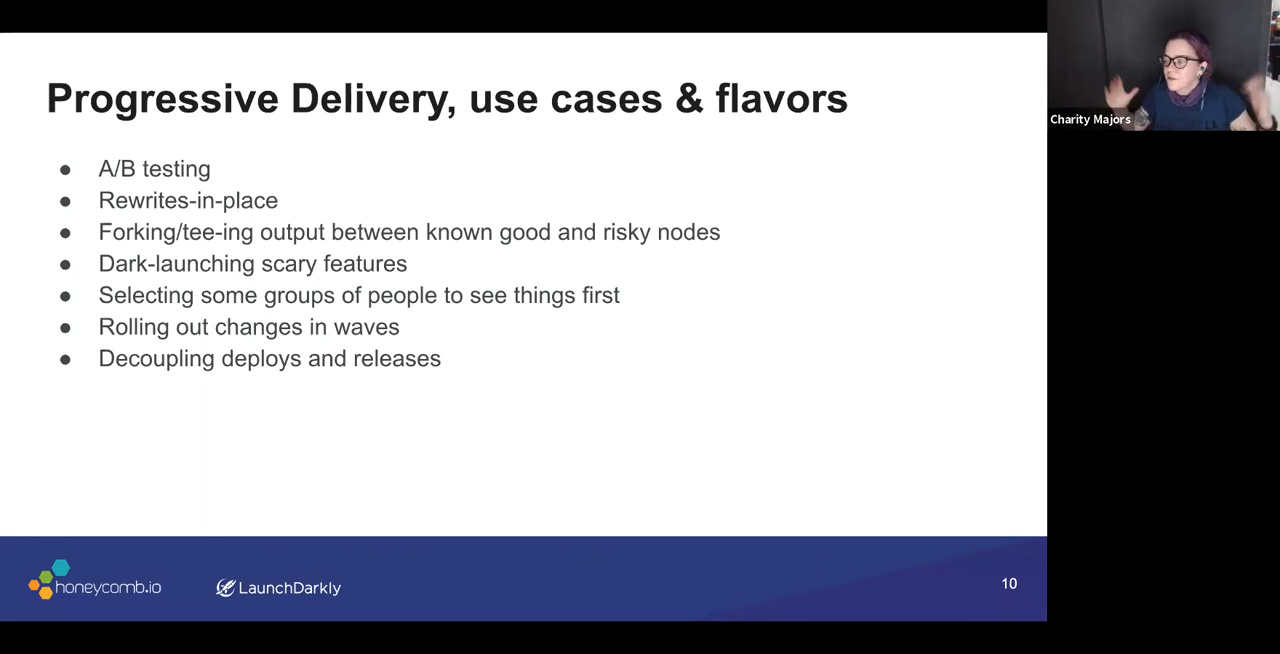 Progressive Delivery, use cases & flavors
● A/B testing
● Rewrites-in-place
● Forking/tee-ing output between known good and risky nodes
● Dark-launching scary features
● Selecting some groups of people to see things first
● Rolling out changes in waves
● Decoupling deploys and releases
honeycomb.io
LaunchDarkly
10
Charity Majors